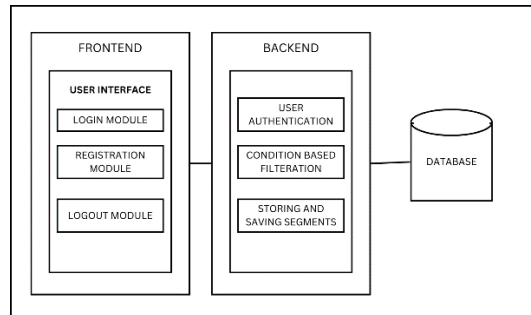 FRONTEND
USER INTERFACE
LOGIN MODULE
REGISTRATION
MODULE
LOGOUT MODULE
BACKEND
USER
AUTHENTICATION
CONDITION BASED
FILTERATION
STORING AND
SAVING SEGMENTS
DATABASE